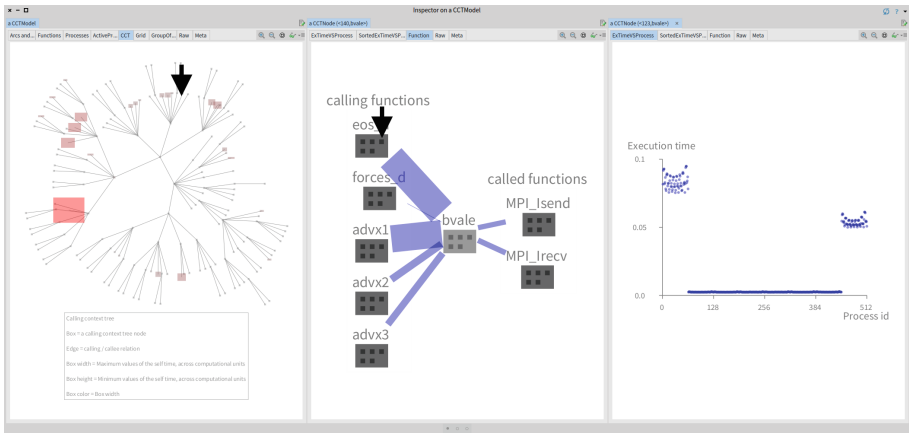 Inspector on a CCTModel
a CCTModel
a CCTNode (<140,bvale>)
a CCTNode (<123,bvale>) ×
Arcs and... Functions Processes ActivePr... CCT Grid GroupOf... Raw Meta
ExTimeVSProcess SortedExTimeVSP... Function Raw Meta
ExTimeVSProcess SortedExTimeVSP... Function Raw Meta
Calling context tree
Box = a calling context tree node
Edge = calling / callee relation
Box width = Maximum values of the self time, across computational units
Box height = Minimum values of the self time, across computational units
Box color = Box width
calling functions
eos_
forces_d
advx1
advx2
advx3
bvale
called functions
MPI_Isend
MPI_Irecv
Execution time
0.1
0.05
0.0
0 128 256 384 512
Process id